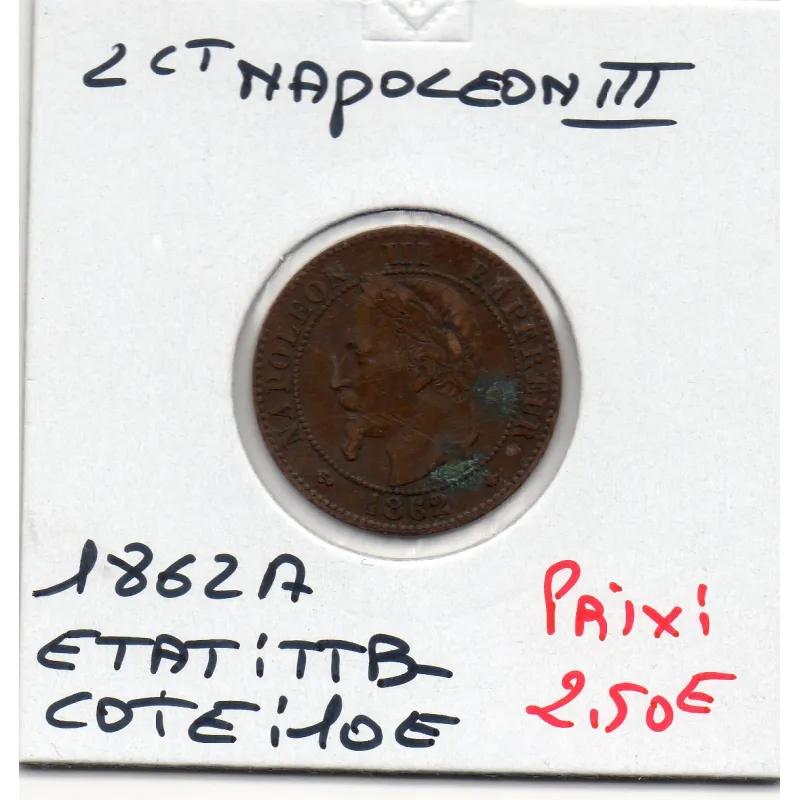 2 CT NAPOLEON III
NAPOLEON III EMPEREUR
1862
1862 A
ETAT : TTB-
COTE : 10 E
PRIX :
2.50 E